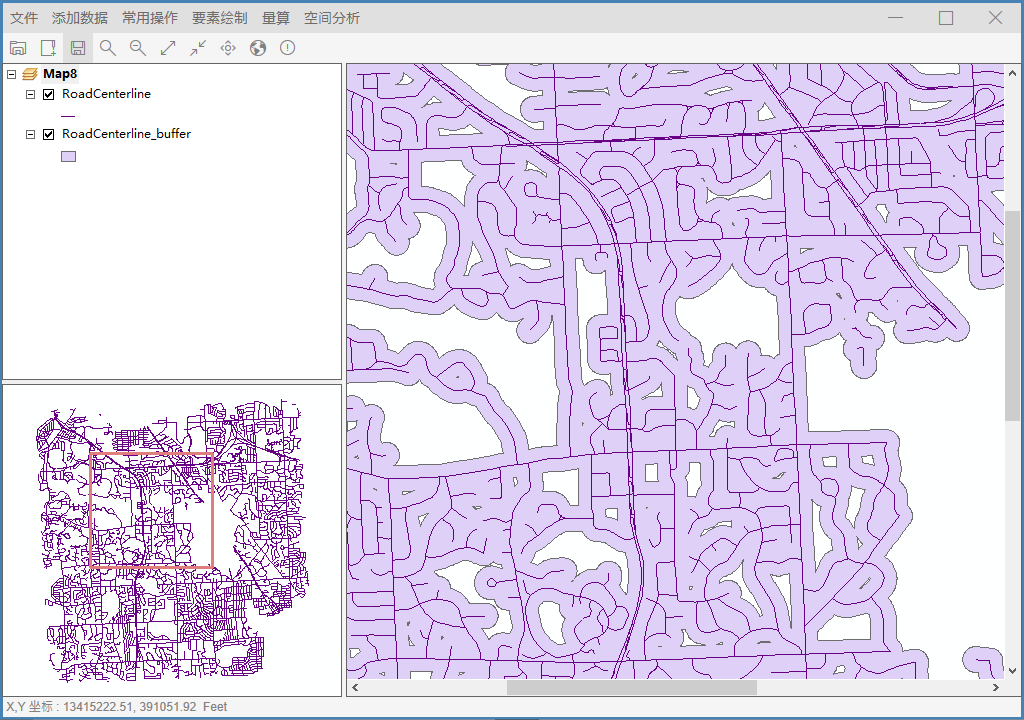 文件 添加数据 常用操作 要素绘制 量算 空间分析
Map8
RoadCenterline
RoadCenterline_buffer
X,Y 坐标 : 13415222.51, 391051.92 Feet